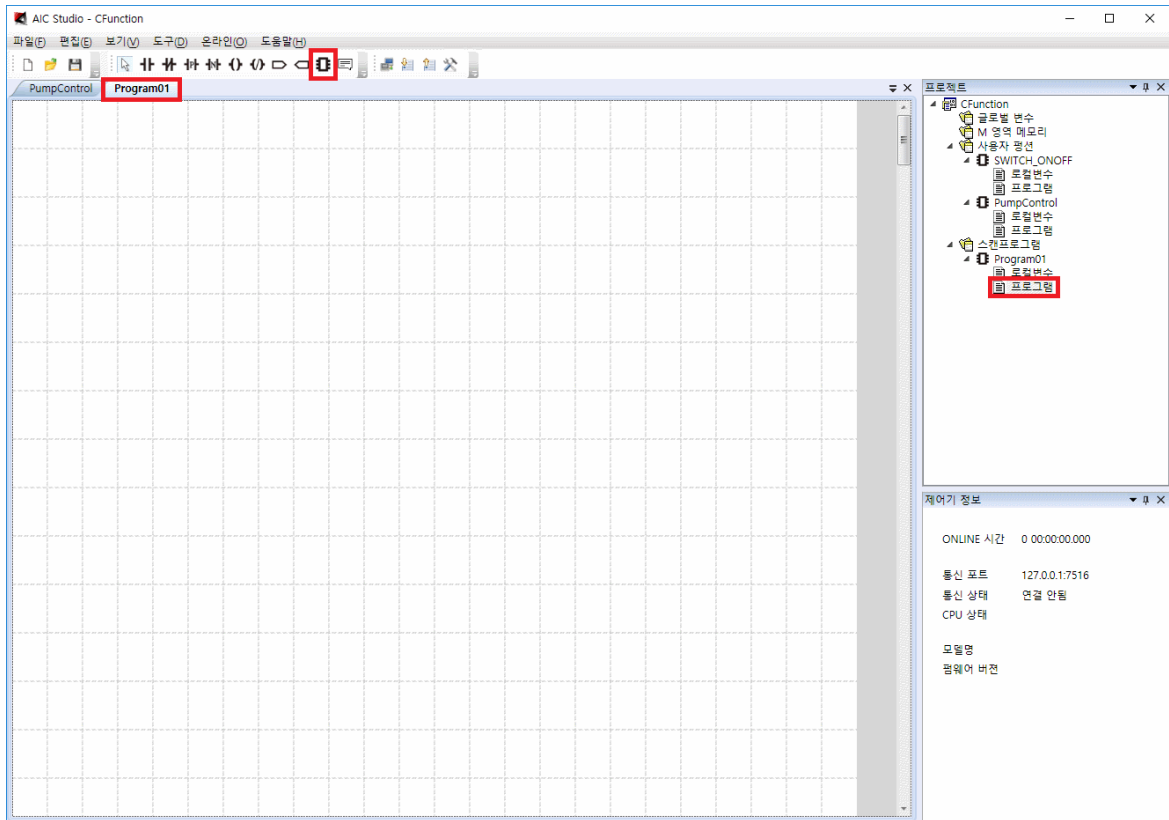 AIC Studio - CFunction
파일(F) 편집(E) 보기(V) 도구(D) 온라인(O) 도움말(H)
PumpControl Program01
프로젝트
CFunction
글로벌 변수
M 영역 메모리
사용자 펑션
SWITCH_ONOFF
로컬변수
프로그램
PumpControl
로컬변수
프로그램
스캔프로그램
Program01
로컬변수
프로그램
제어기 정보
ONLINE 시간 0 00:00:00.000
통신 포트 127.0.0.1:7516
통신 상태 연결 안됨
CPU 상태
모델명
펌웨어 버젼